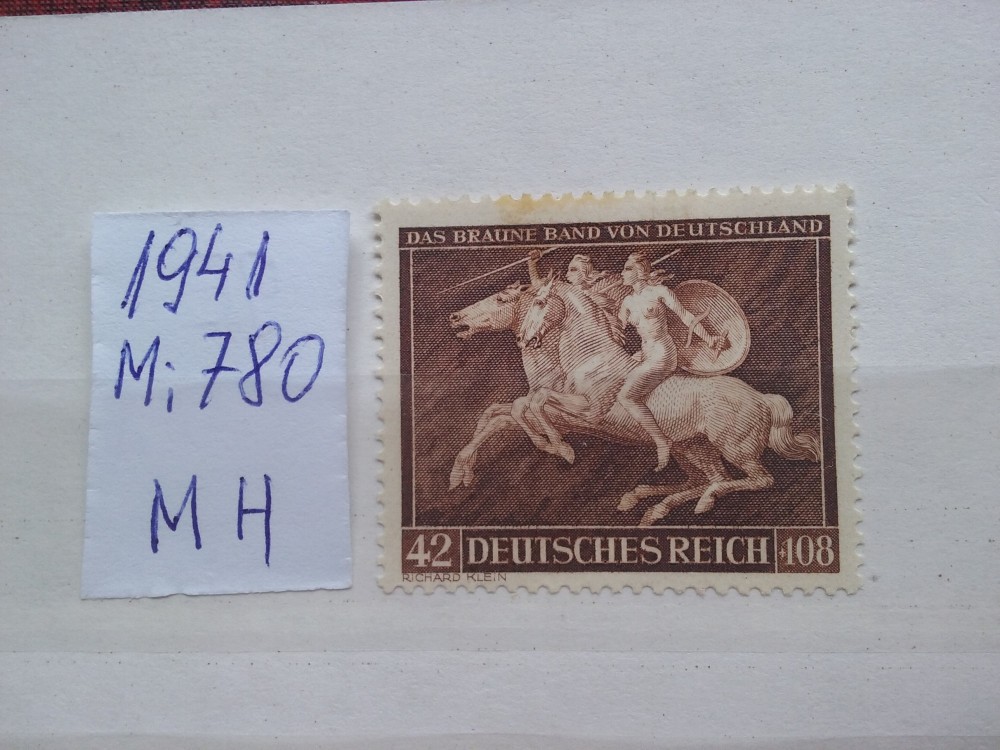 1941
Mi 780
MH
DAS BRAUNE BAND VON DEUTSCHLAND
42 DEUTSCHES REICH +108
RICHARD KLEIN